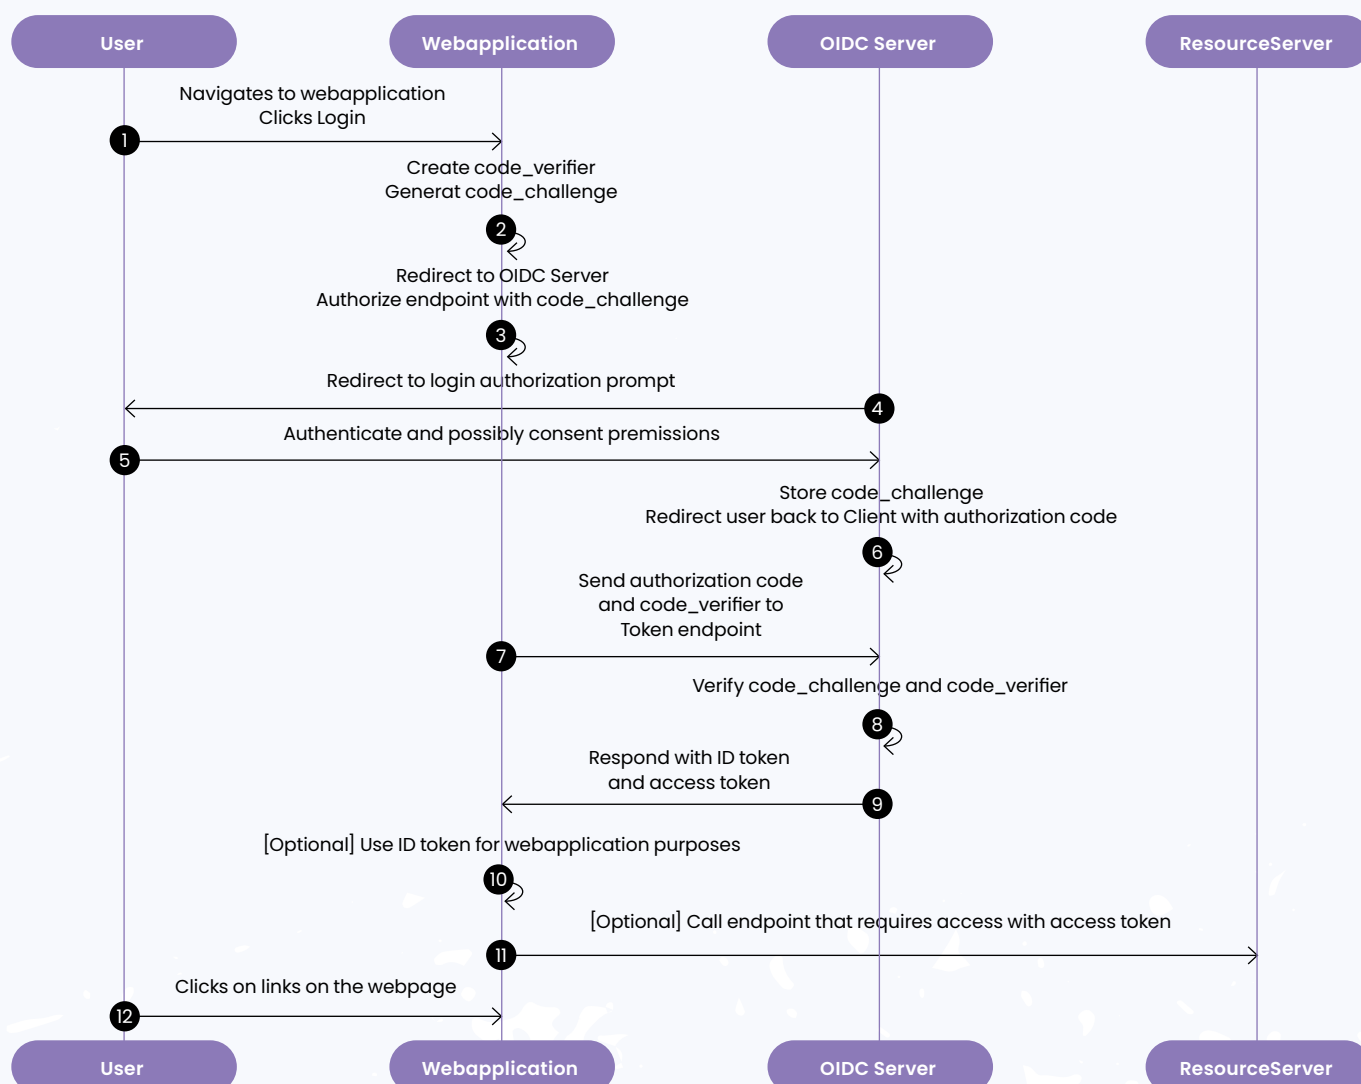 User
Webapplication
OIDC Server
ResourceServer
Navigates to webapplication
Clicks Login
1
Create code_verifier
Generat code_challenge
2
Redirect to OIDC Server
Authorize endpoint with code_challenge
3
Redirect to login authorization prompt
4
Authenticate and possibly consent premissions
5
Store code_challenge
Redirect user back to Client with authorization code
6
Send authorization code
and code_verifier to
Token endpoint
7
Verify code_challenge and code_verifier
8
Respond with ID token
and access token
9
[Optional] Use ID token for webapplication purposes
10
[Optional] Call endpoint that requires access with access token
11
Clicks on links on the webpage
12
User
Webapplication
OIDC Server
ResourceServer